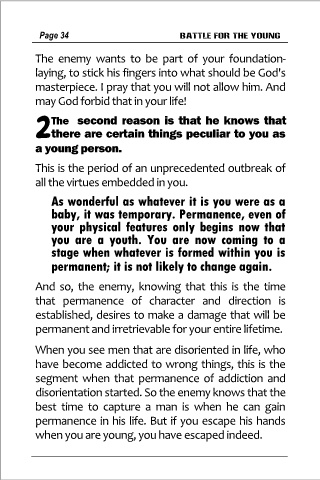 Page 34 BATTLE FOR THE YOUNG
The enemy wants to be part of your foundation-
laying, to stick his fingers into what should be God's
masterpiece. I pray that you will not allow him. And
may God forbid that in your life!
2The second reason is that he knows that
there are certain things peculiar to you as
a young person.
This is the period of an unprecedented outbreak of
all the virtues embedded in you.
As wonderful as whatever it is you were as a
baby, it was temporary. Permanence, even of
your physical features only begins now that
you are a youth. You are now coming to a
stage when whatever is formed within you is
permanent; it is not likely to change again.
And so, the enemy, knowing that this is the time
that permanence of character and direction is
established, desires to make a damage that will be
permanent and irretrievable for your entire lifetime.
When you see men that are disoriented in life, who
have become addicted to wrong things, this is the
segment when that permanence of addiction and
disorientation started. So the enemy knows that the
best time to capture a man is when he can gain
permanence in his life. But if you escape his hands
when you are young, you have escaped indeed.